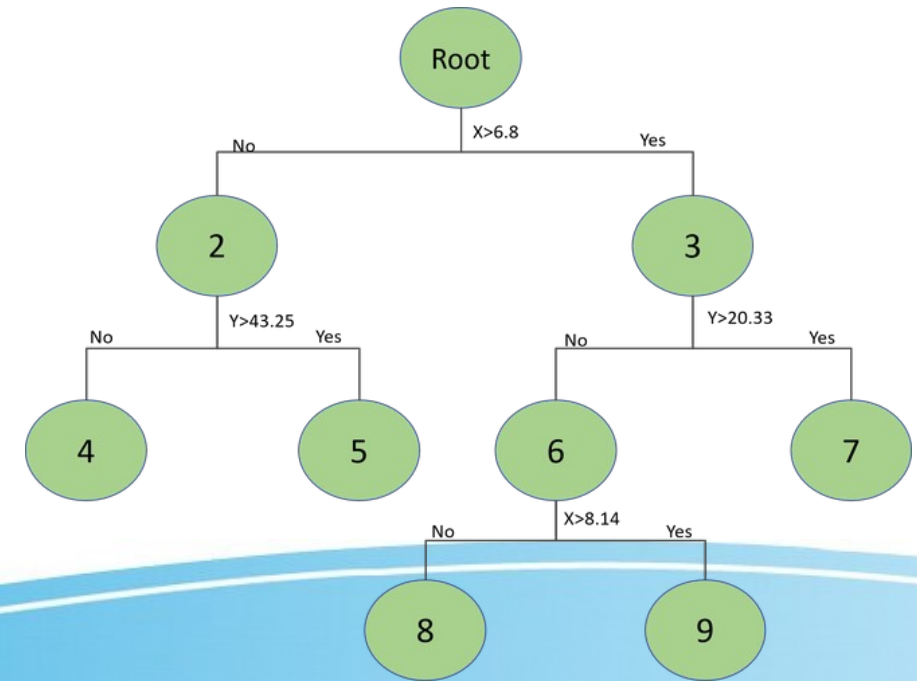 Root
X>6.8
No
Yes
2
3
Y>43.25
Y>20.33
No
Yes
No
Yes
4
5
6
7
X>8.14
No
Yes
8
9